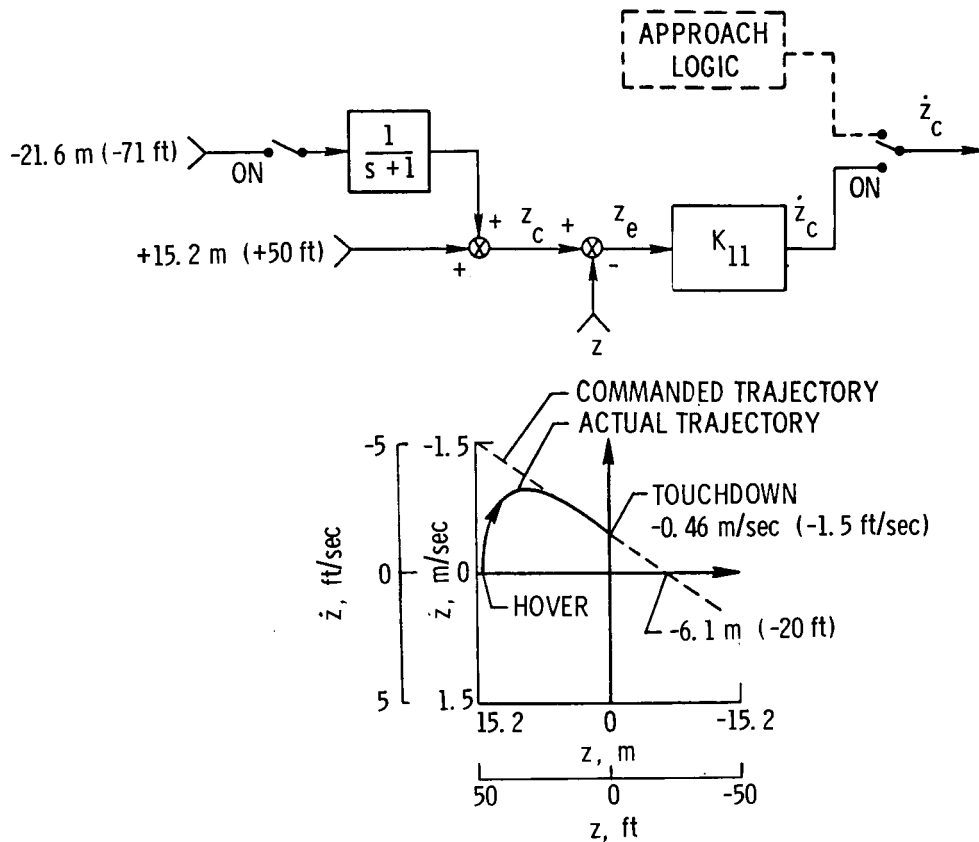 APPROACH
LOGIC
ż_c
-21.6 m (-71 ft)
ON
1
s + 1
ON
+
z_c
+
z_e
ż_c
+15.2 m (+50 ft)
+
-
K_11
z
COMMANDED TRAJECTORY
ACTUAL TRAJECTORY
-5
-1.5
TOUCHDOWN
-0.46 m/sec (-1.5 ft/sec)
ż, ft/sec
0
ż, m/sec
0
HOVER
-6.1 m (-20 ft)
5
1.5
15.2
0
-15.2
z, m
50
0
-50
z, ft